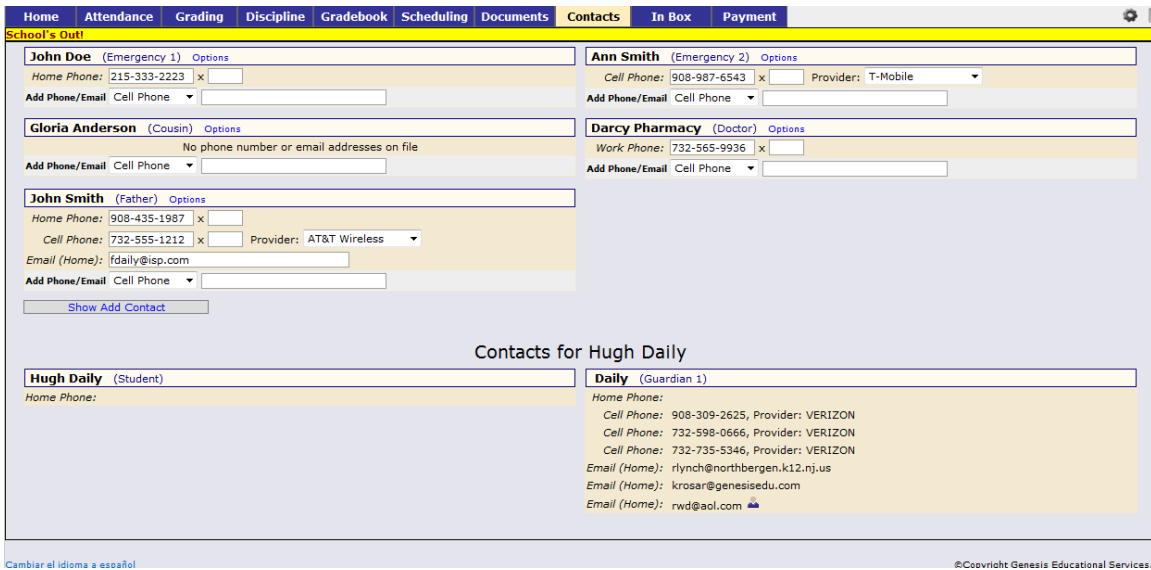 Home Attendance Grading Discipline Gradebook Scheduling Documents Contacts In Box Payment
School's Out!
John Doe (Emergency 1) Options
Home Phone: 215-333-2223 x
Add Phone/Email Cell Phone
Ann Smith (Emergency 2) Options
Cell Phone: 908-987-6543 x Provider: T-Mobile
Add Phone/Email Cell Phone
Gloria Anderson (Cousin) Options
No phone number or email addresses on file
Add Phone/Email Cell Phone
Darcy Pharmacy (Doctor) Options
Work Phone: 732-565-9936 x
Add Phone/Email Cell Phone
John Smith (Father) Options
Home Phone: 908-435-1987 x
Cell Phone: 732-555-1212 x Provider: AT&T Wireless
Email (Home): fdaily@isp.com
Add Phone/Email Cell Phone
Show Add Contact
Contacts for Hugh Daily
Hugh Daily (Student)
Home Phone:
Daily (Guardian 1)
Home Phone:
Cell Phone: 908-309-2625, Provider: VERIZON
Cell Phone: 732-598-0666, Provider: VERIZON
Cell Phone: 732-735-5346, Provider: VERIZON
Email (Home): rlynch@northbergen.k12.nj.us
Email (Home): krosar@genesisedu.com
Email (Home): rwd@aol.com
Cambiar el idioma a español
©Copyright Genesis Educational Services.